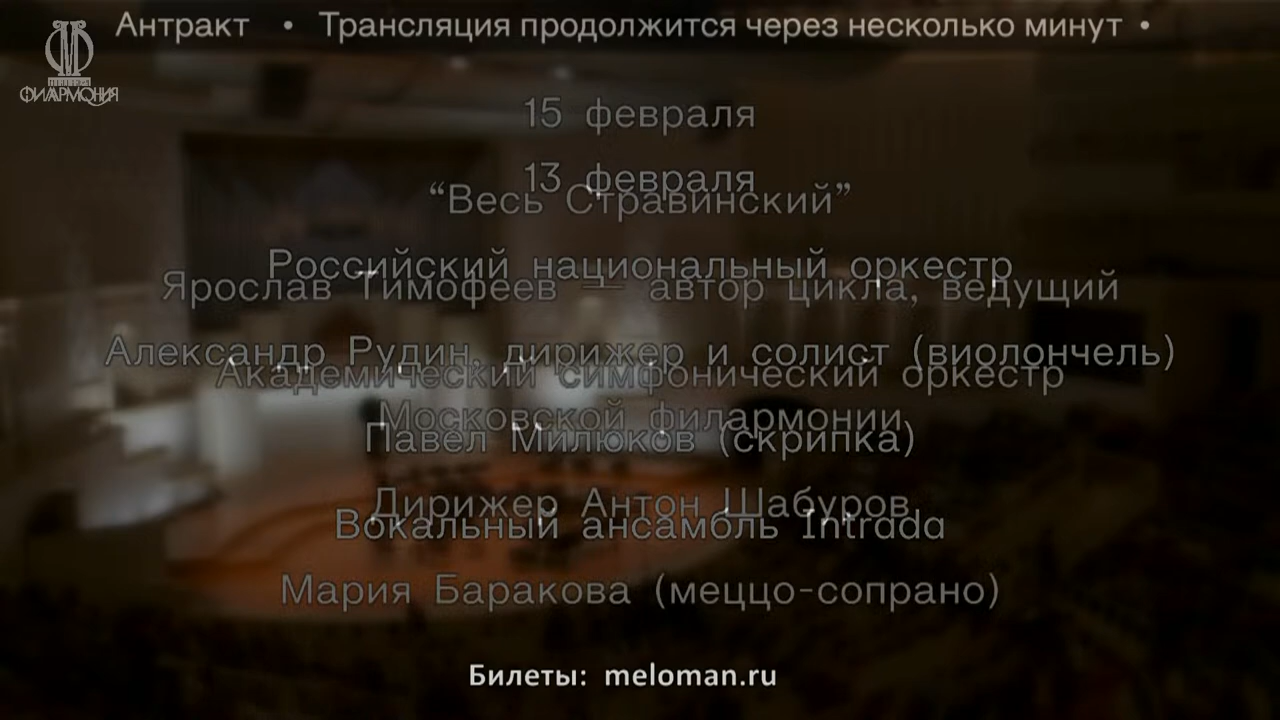 Антракт • Трансляция продолжится через несколько минут •
ФИЛАРМОНИЯ
15 февраля
13 февраля
“Весь Стравинский”
Российский национальный оркестр
Ярослав Тимофеев — автор цикла, ведущий
Александр Рудин, дирижер и солист (виолончель)
Академический симфонический оркестр
Московской филармонии
Павел Милюков (скрипка)
Дирижер Антон Шабуров
Вокальный ансамбль Intrada
Мария Баракова (меццо-сопрано)
Билеты: meloman.ru